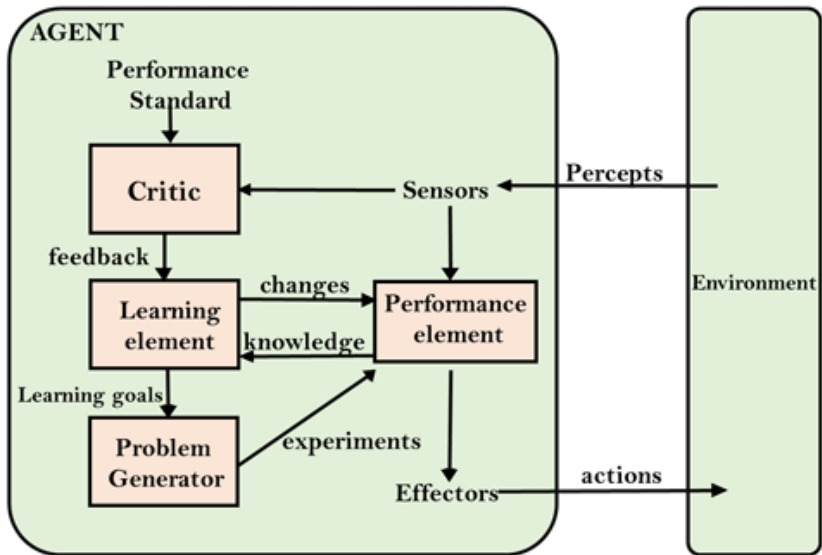 AGENT
Performance
Standard
Critic
Sensors
Percepts
feedback
changes
Environment
Learning
element
Performance
element
knowledge
Learning goals
Problem
Generator
experiments
Effectors
actions